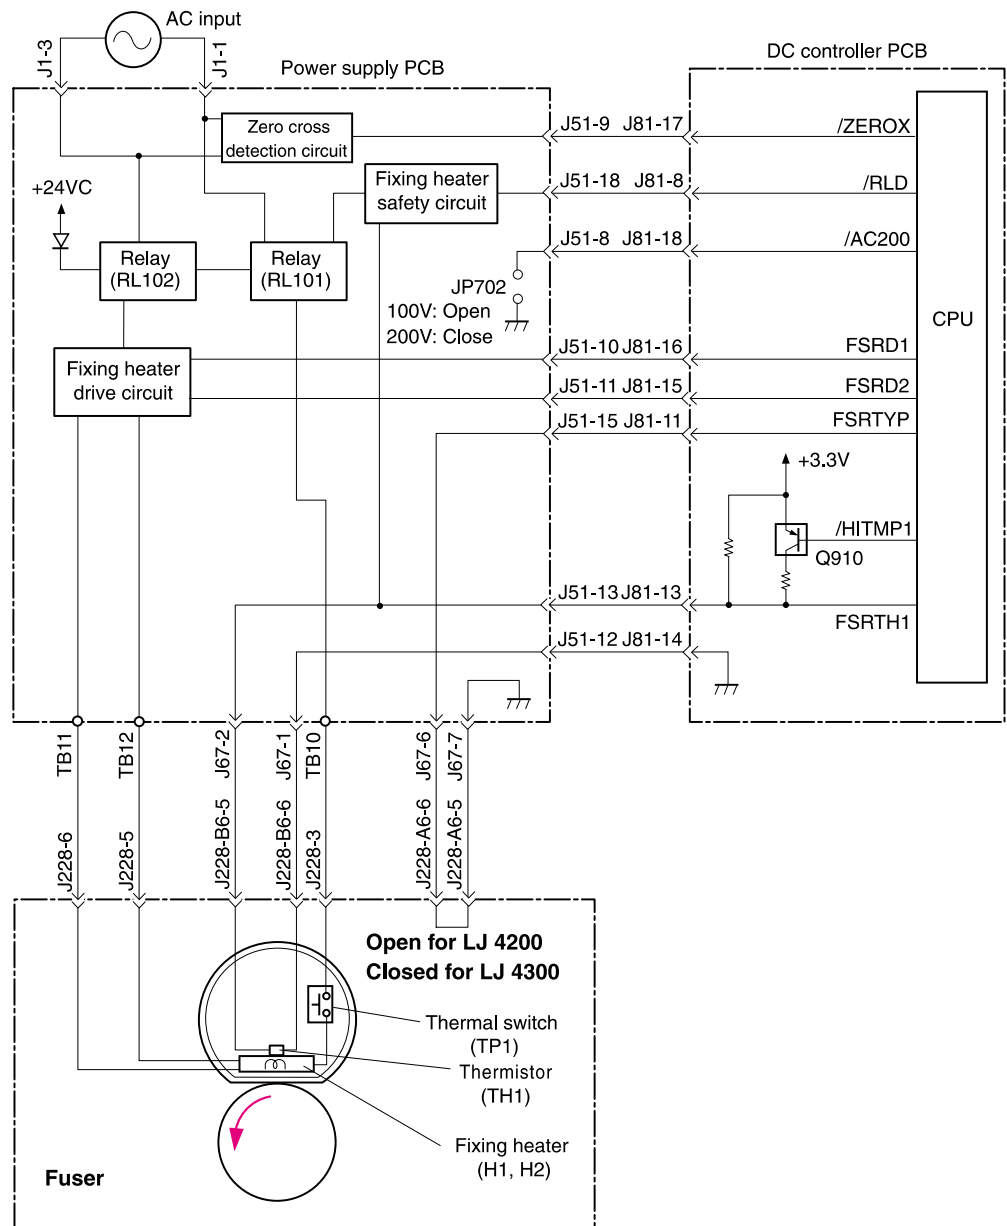 AC input
J1-3
J1-1
Power supply PCB
DC controller PCB
Zero cross
detection circuit
J51-9 J81-17
/ZEROX
Fixing heater
safety circuit
J51-18 J81-8
/RLD
+24VC
Relay
(RL102)
Relay
(RL101)
J51-8 J81-18
/AC200
JP702
100V: Open
200V: Close
CPU
Fixing heater
drive circuit
J51-10 J81-16
FSRD1
J51-11 J81-15
FSRD2
J51-15 J81-11
FSRTYP
+3.3V
/HITMP1
Q910
J51-13 J81-13
FSRTH1
J51-12 J81-14
TB11
TB12
J67-2
J67-1
TB10
J67-6
J67-7
J228-6
J228-5
J228-B6-5
J228-B6-6
J228-3
J228-A6-6
J228-A6-5
Open for LJ 4200
Closed for LJ 4300
Thermal switch
(TP1)
Thermistor
(TH1)
Fixing heater
(H1, H2)
Fuser